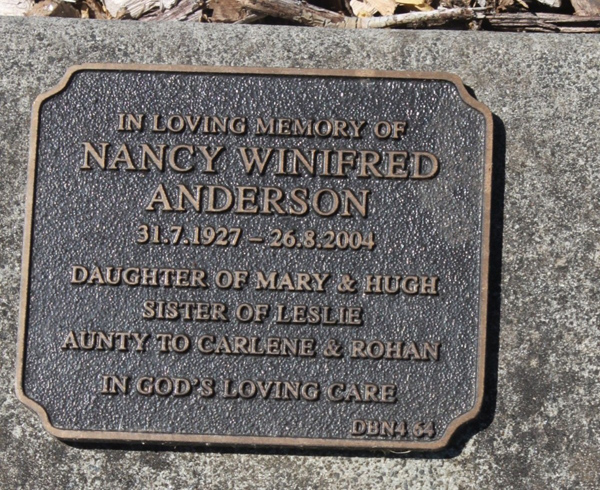 IN LOVING MEMORY OF
NANCY WINIFRED
ANDERSON
31.7.1927 – 26.8.2004
DAUGHTER OF MARY & HUGH
SISTER OF LESLIE
AUNTY TO CARLENE & ROHAN
IN GOD'S LOVING CARE
DBN4 64